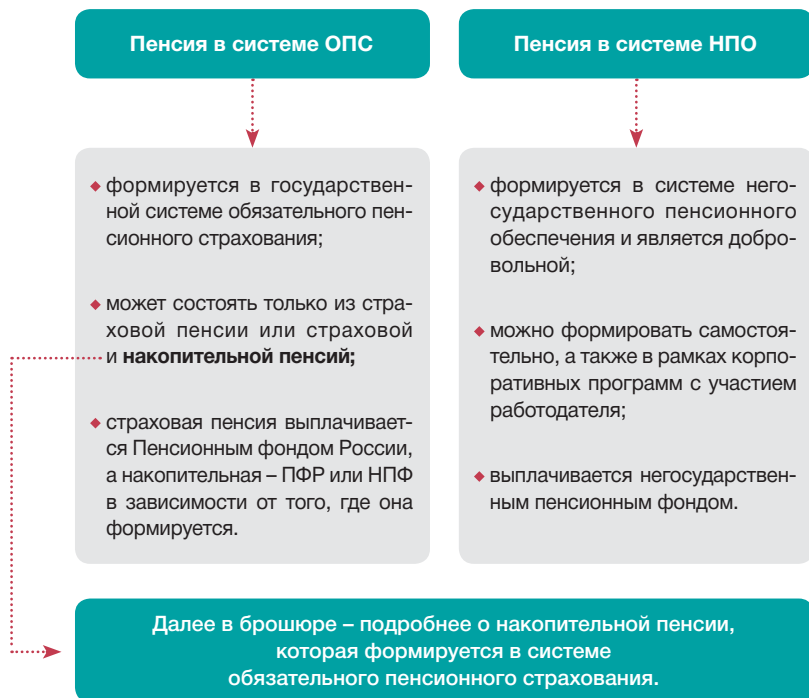 Пенсия в системе ОПС
формируется в государствен-
ной системе обязательного пен-
сионного страхования;
может состоять только из стра-
ховой пенсии или страховой
и накопительной пенсий;
страховая пенсия выплачивает-
ся Пенсионным фондом России,
а накопительная – ПФР или НПФ
в зависимости от того, где она
формируется.
Пенсия в системе НПО
формируется в системе него-
сударственного пенсионного
обеспечения и является добро-
вольной;
можно формировать самостоя-
тельно, а также в рамках корпо-
ративных программ с участием
работодателя;
выплачивается негосударствен-
ным пенсионным фондом.
Далее в брошюре – подробнее о накопительной пенсии,
которая формируется в системе
обязательного пенсионного страхования.